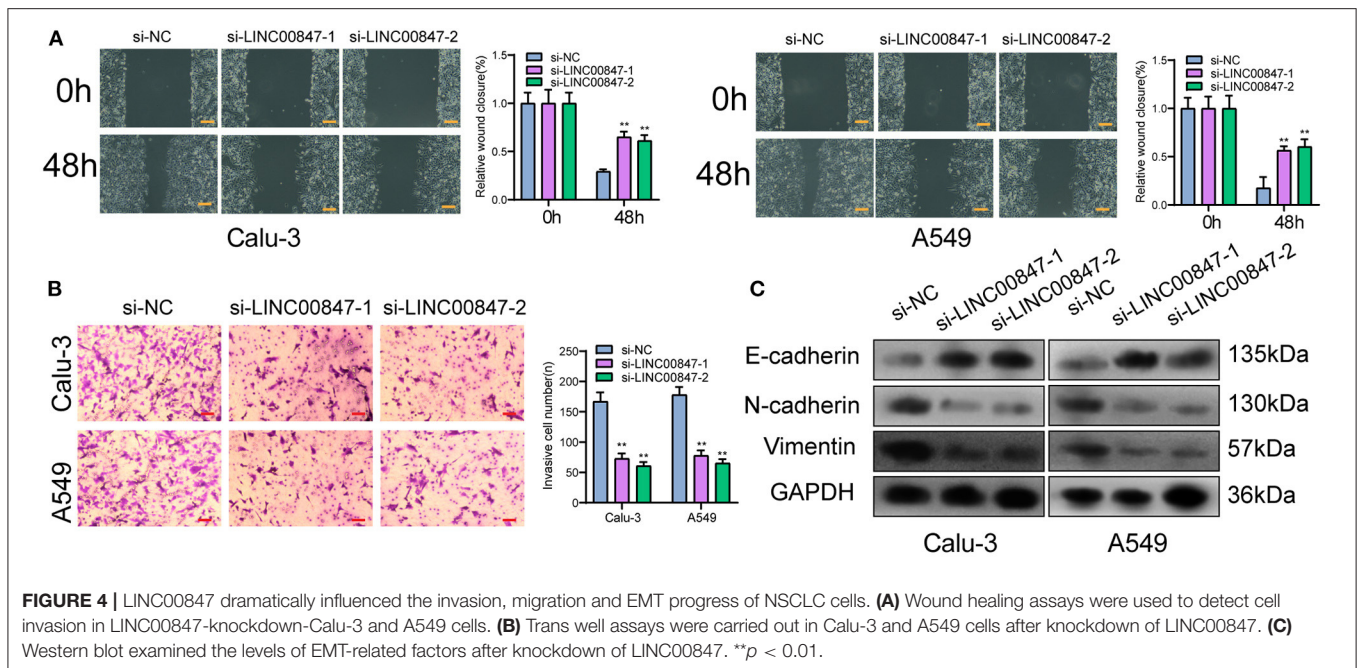 A
si-NC si-LINC00847-1 si-LINC00847-2
0h
48h
Calu-3
Relative wound closure(%)
1.5
1.0
0.5
0.0
si-NC
si-LINC00847-1
si-LINC00847-2
** **
0h 48h
si-NC si-LINC00847-1 si-LINC00847-2
0h
48h
A549
Relative wound closure(%)
1.5
1.0
0.5
0.0
si-NC
si-LINC00847-1
si-LINC00847-2
** **
0h 48h
B
si-NC si-LINC00847-1 si-LINC00847-2
Calu-3
A549
Invasive cell number(n)
250
200
150
100
50
0
si-NC
si-LINC00847-1
si-LINC00847-2
** ** ** **
Calu-3 A549
C
si-NC si-LINC00847-1 si-LINC00847-2 si-NC si-LINC00847-1 si-LINC00847-2
E-cadherin 135kDa
N-cadherin 130kDa
Vimentin 57kDa
GAPDH 36kDa
Calu-3 A549
FIGURE 4 | LINC00847 dramatically influenced the invasion, migration and EMT progress of NSCLC cells. (A) Wound healing assays were used to detect cell
invasion in LINC00847-knockdown-Calu-3 and A549 cells. (B) Trans well assays were carried out in Calu-3 and A549 cells after knockdown of LINC00847. (C)
Western blot examined the levels of EMT-related factors after knockdown of LINC00847. **p < 0.01.